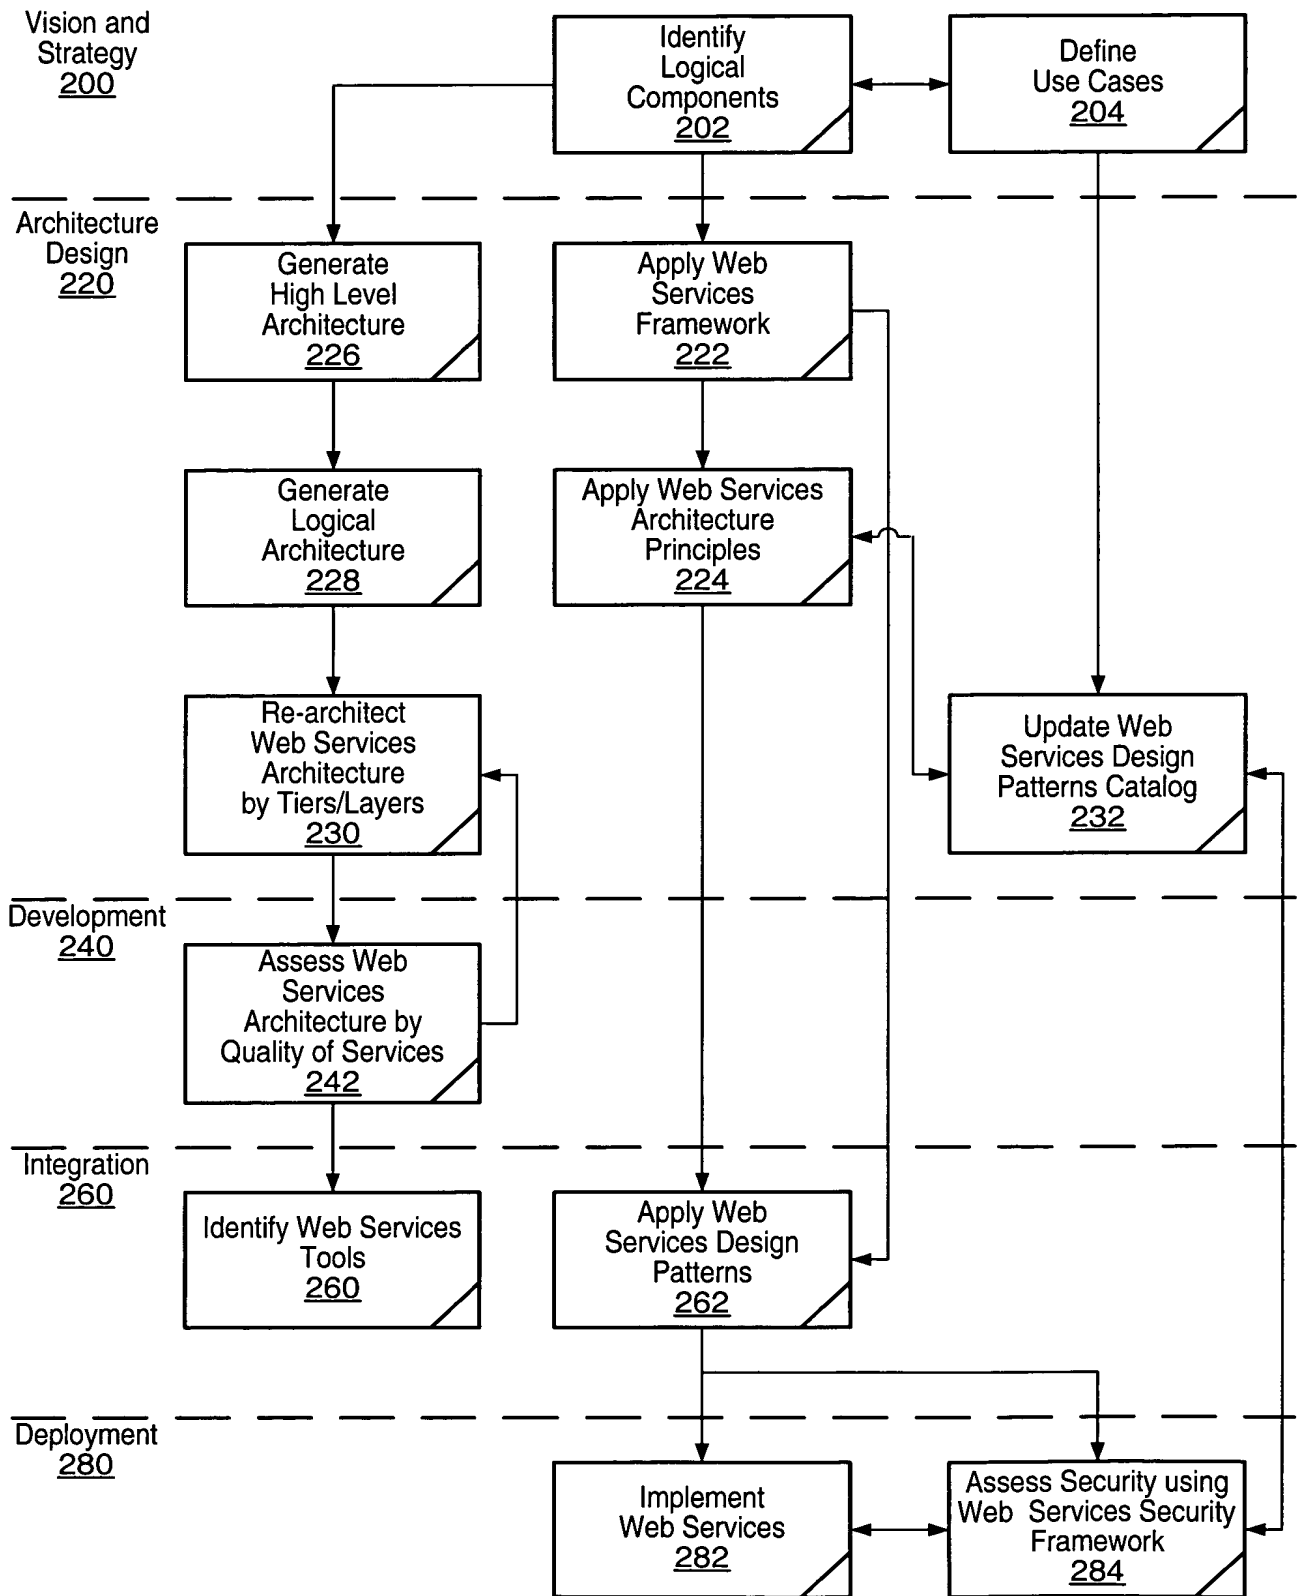 Vision and
Strategy
200
Identify
Logical
Components
202
Define
Use Cases
204
Architecture
Design
220
Generate
High Level
Architecture
226
Apply Web
Services
Framework
222
Generate
Logical
Architecture
228
Apply Web Services
Architecture
Principles
224
Re-architect
Web Services
Architecture
by Tiers/Layers
230
Update Web
Services Design
Patterns Catalog
232
Development
240
Assess Web
Services
Architecture by
Quality of Services
242
Integration
260
Identify Web Services
Tools
260
Apply Web
Services Design
Patterns
262
Deployment
280
Implement
Web Services
282
Assess Security using
Web Services Security
Framework
284